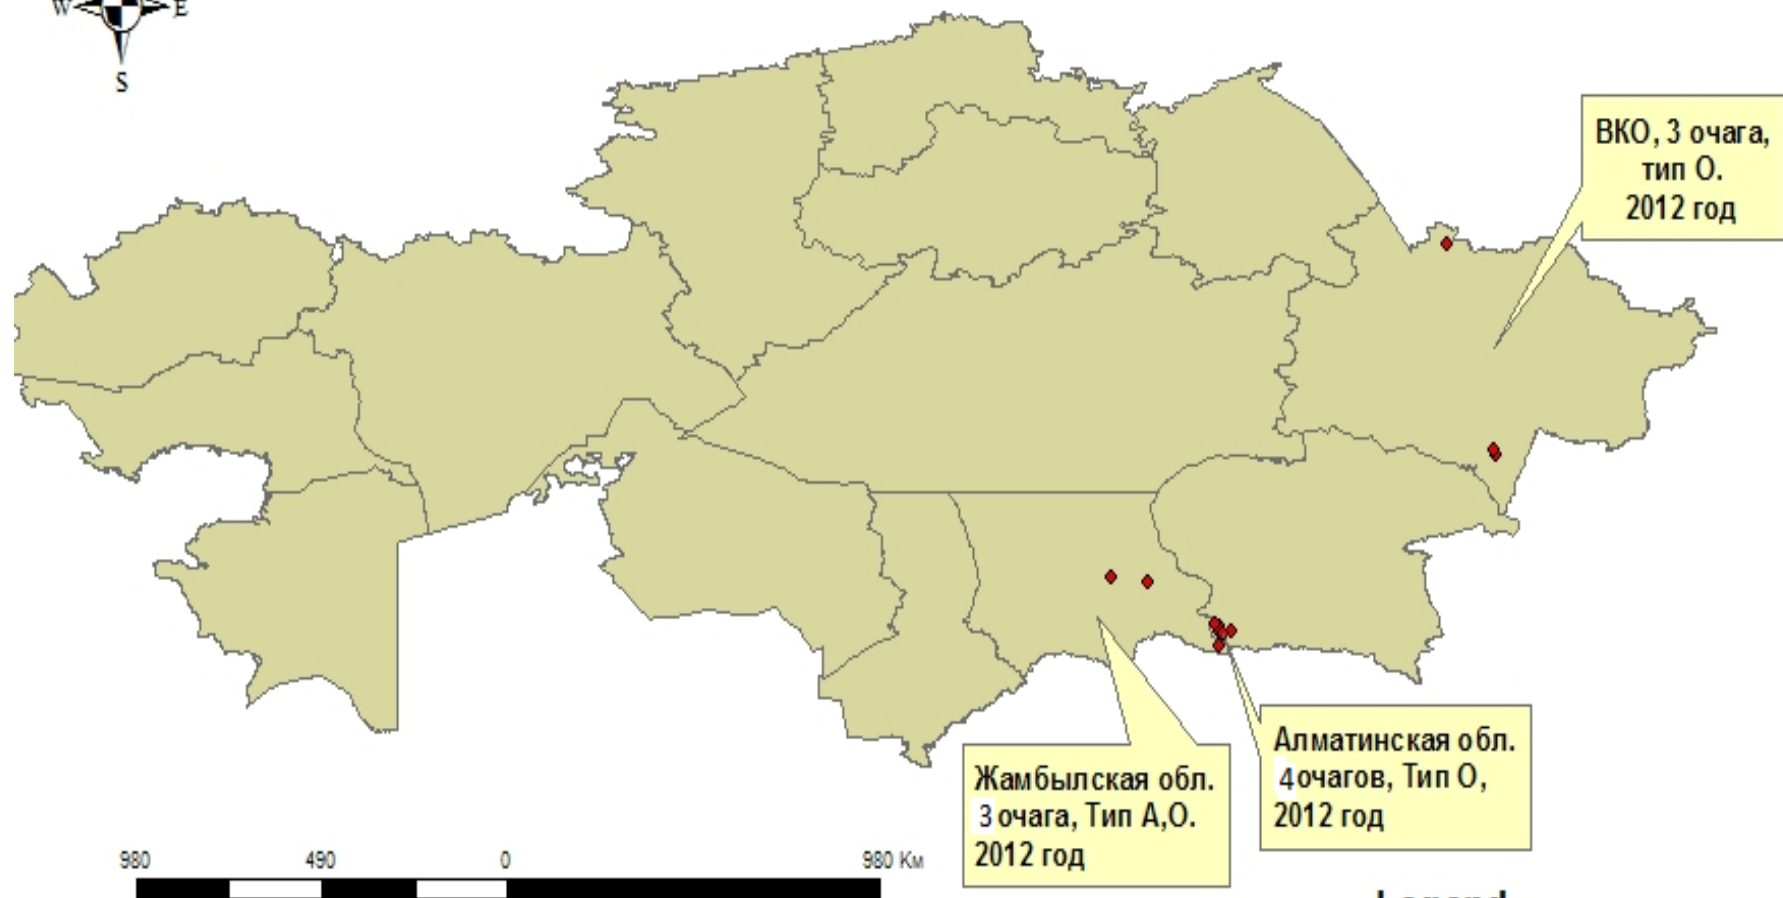 W E
S
ВКО, 3 очага,
тип О.
2012 год
Алматинская обл.
4очагов, Тип О,
2012 год
Жамбылская обл.
3 очага, Тип А,О.
2012 год
980 490 0 980 Км
Legend